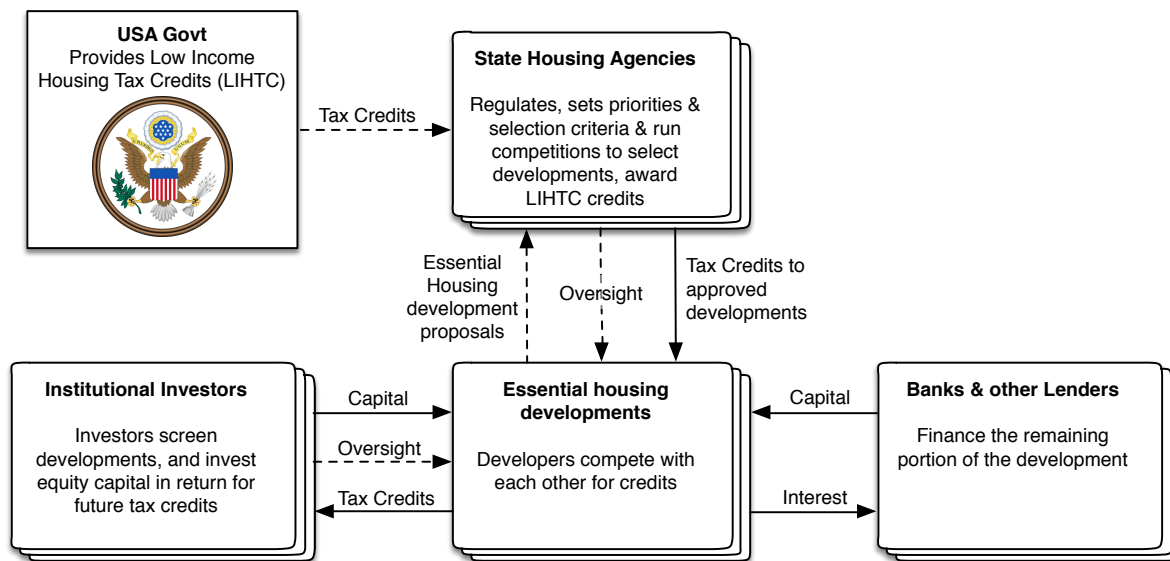 USA Govt
Provides Low Income
Housing Tax Credits (LIHTC)
Tax Credits
State Housing Agencies
Regulates, sets priorities &
selection criteria & run
competitions to select
developments, award
LIHTC credits
Essential
Housing
development
proposals
Oversight
Tax Credits to
approved
developments
Institutional Investors
Investors screen
developments, and invest
equity capital in return for
future tax credits
Capital
Oversight
Tax Credits
Essential housing
developments
Developers compete with
each other for credits
Capital
Interest
Banks & other Lenders
Finance the remaining
portion of the development